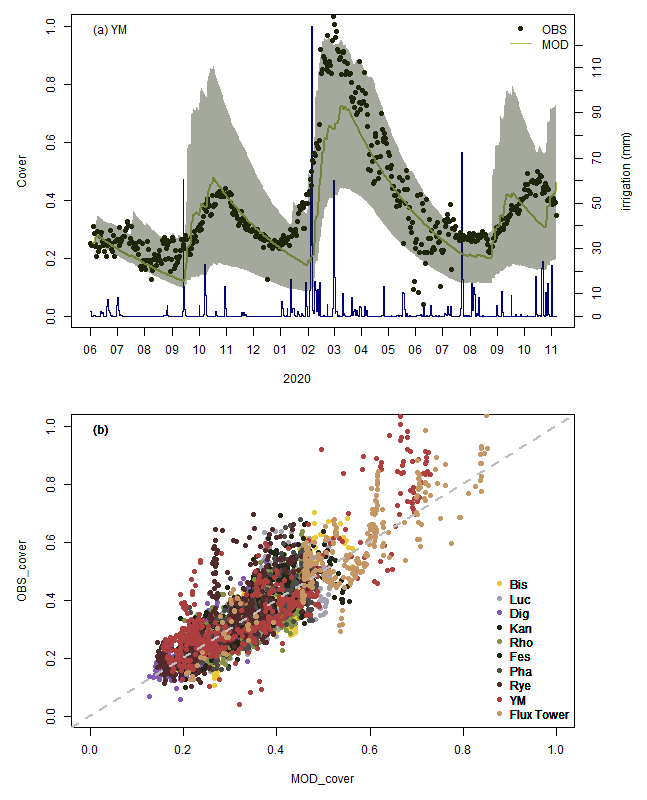 (a) YM
OBS
MOD
1.0
0.8
0.6
0.4
0.2
0.0
Cover
110
90
70
50
30
10
0
irrigation (mm)
06 07 08 09 10 11 12 01 02 03 04 05 06 07 08 09 10 11
2020
(b)
1.0
0.8
0.6
0.4
0.2
0.0
OBS_cover
Bis
Luc
Dig
Kan
Rho
Fes
Pha
Rye
YM
Flux Tower
0.0 0.2 0.4 0.6 0.8 1.0
MOD_cover